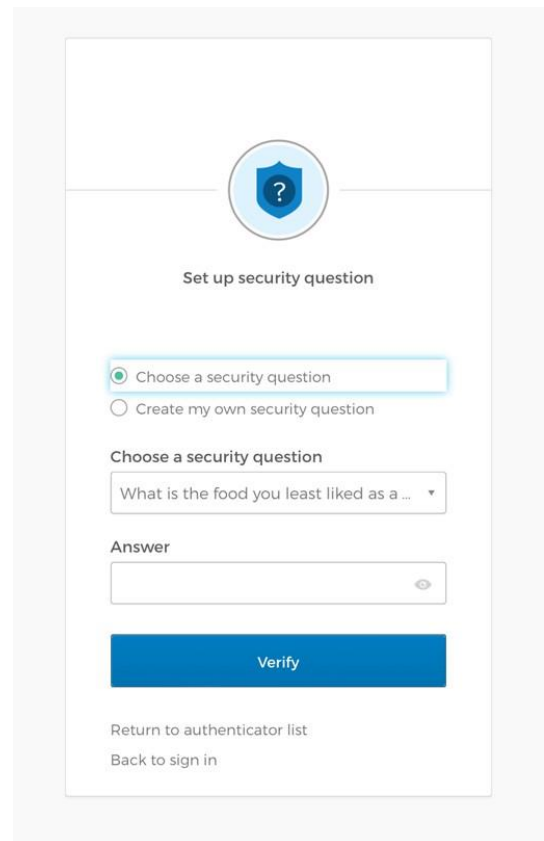 ?
Set up security question
Choose a security question
Create my own security question
Choose a security question
What is the food you least liked as a ...
Answer
Verify
Return to authenticator list
Back to sign in